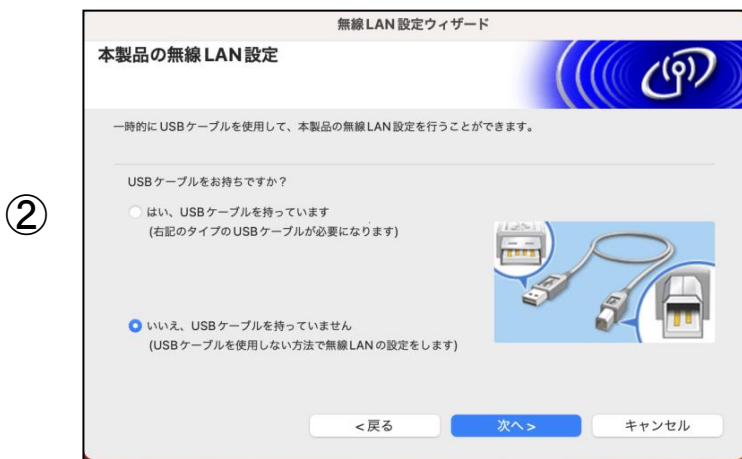 無線LAN設定ウィザード
本製品の無線LAN設定
一時的にUSBケーブルを使用して、本製品の無線LAN設定を行うことができます。
②
USBケーブルをお持ちですか？
はい、USBケーブルを持っています
(右記のタイプのUSBケーブルが必要になります)
いいえ、USBケーブルを持っていません
(USBケーブルを使用しない方法で無線LANの設定をします)
<戻る 次へ> キャンセル